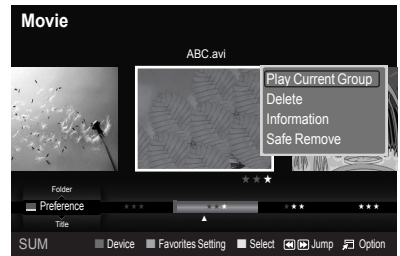 Movie
ABC.avi
Play Current Group
Delete
Information
Safe Remove
Folder
Preference
Title
SUM Device Favorites Setting Select Jump Option